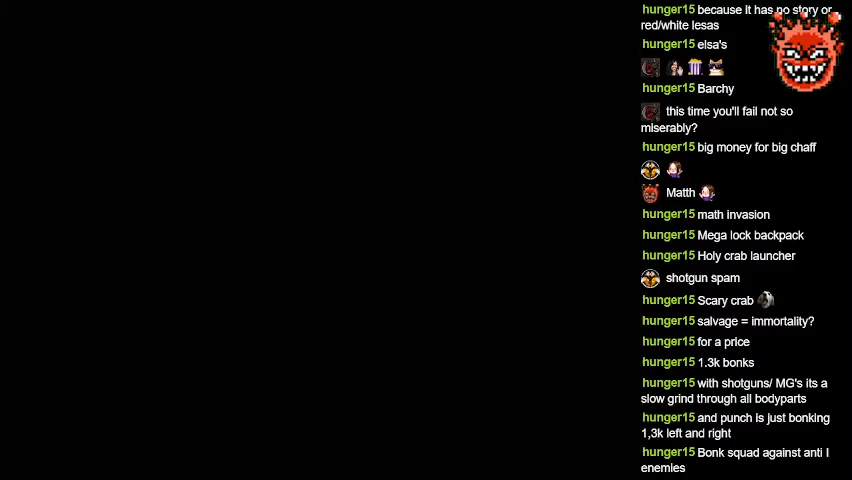 hunger15 because it has no story or
red/white lesas
hunger15 elsa's
hunger15 Barchy
this time you'll fail not so
miserably?
hunger15 big money for big chaff
Matth
hunger15 math invasion
hunger15 Mega lock backpack
hunger15 Holy crab launcher
shotgun spam
hunger15 Scary crab
hunger15 salvage = immortality?
hunger15 for a price
hunger15 1.3k bonks
hunger15 with shotguns/ MG's its a
slow grind through all bodyparts
hunger15 and punch is just bonking
1,3k left and right
hunger15 Bonk squad against anti I
enemies